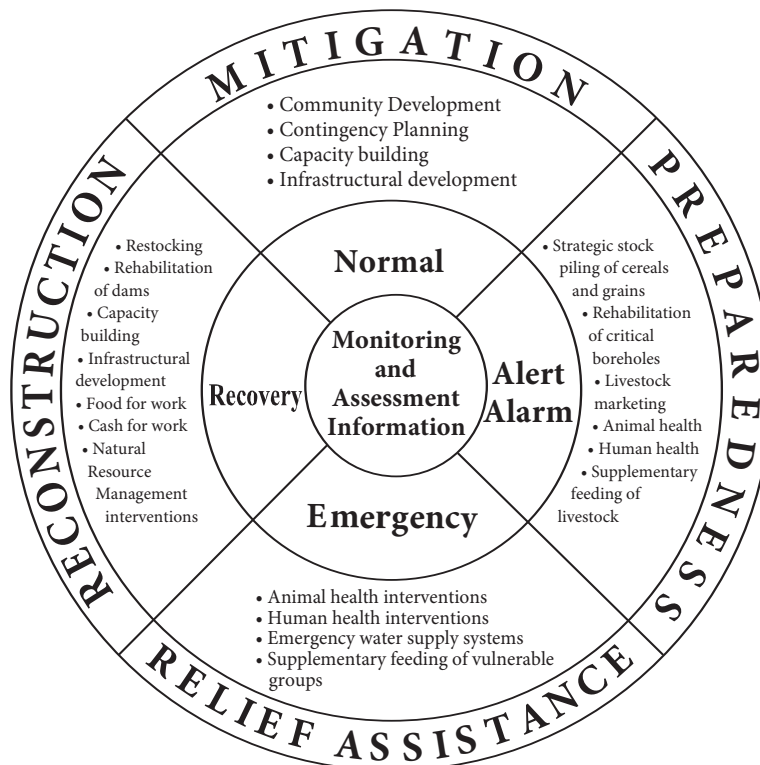 MITIGATION
• Community Development
• Contingency Planning
• Capacity building
• Infrastructural development
Normal
PREPAREDNESS
• Strategic stock
piling of cereals
and grains
• Rehabilitation
of critical
boreholes
• Livestock
marketing
• Animal health
• Human health
• Supplementary
feeding of
livestock
Alert
Alarm
Monitoring
and
Assessment
Information
RECONSTRUCTION
• Restocking
• Rehabilitation
of dams
• Capacity
building
• Infrastructural
development
• Food for work
• Cash for work
• Natural
Resource
Management
interventions
Recovery
Emergency
• Animal health interventions
• Human health interventions
• Emergency water supply systems
• Supplementary feeding of vulnerable
groups
RELIEF ASSISTANCE